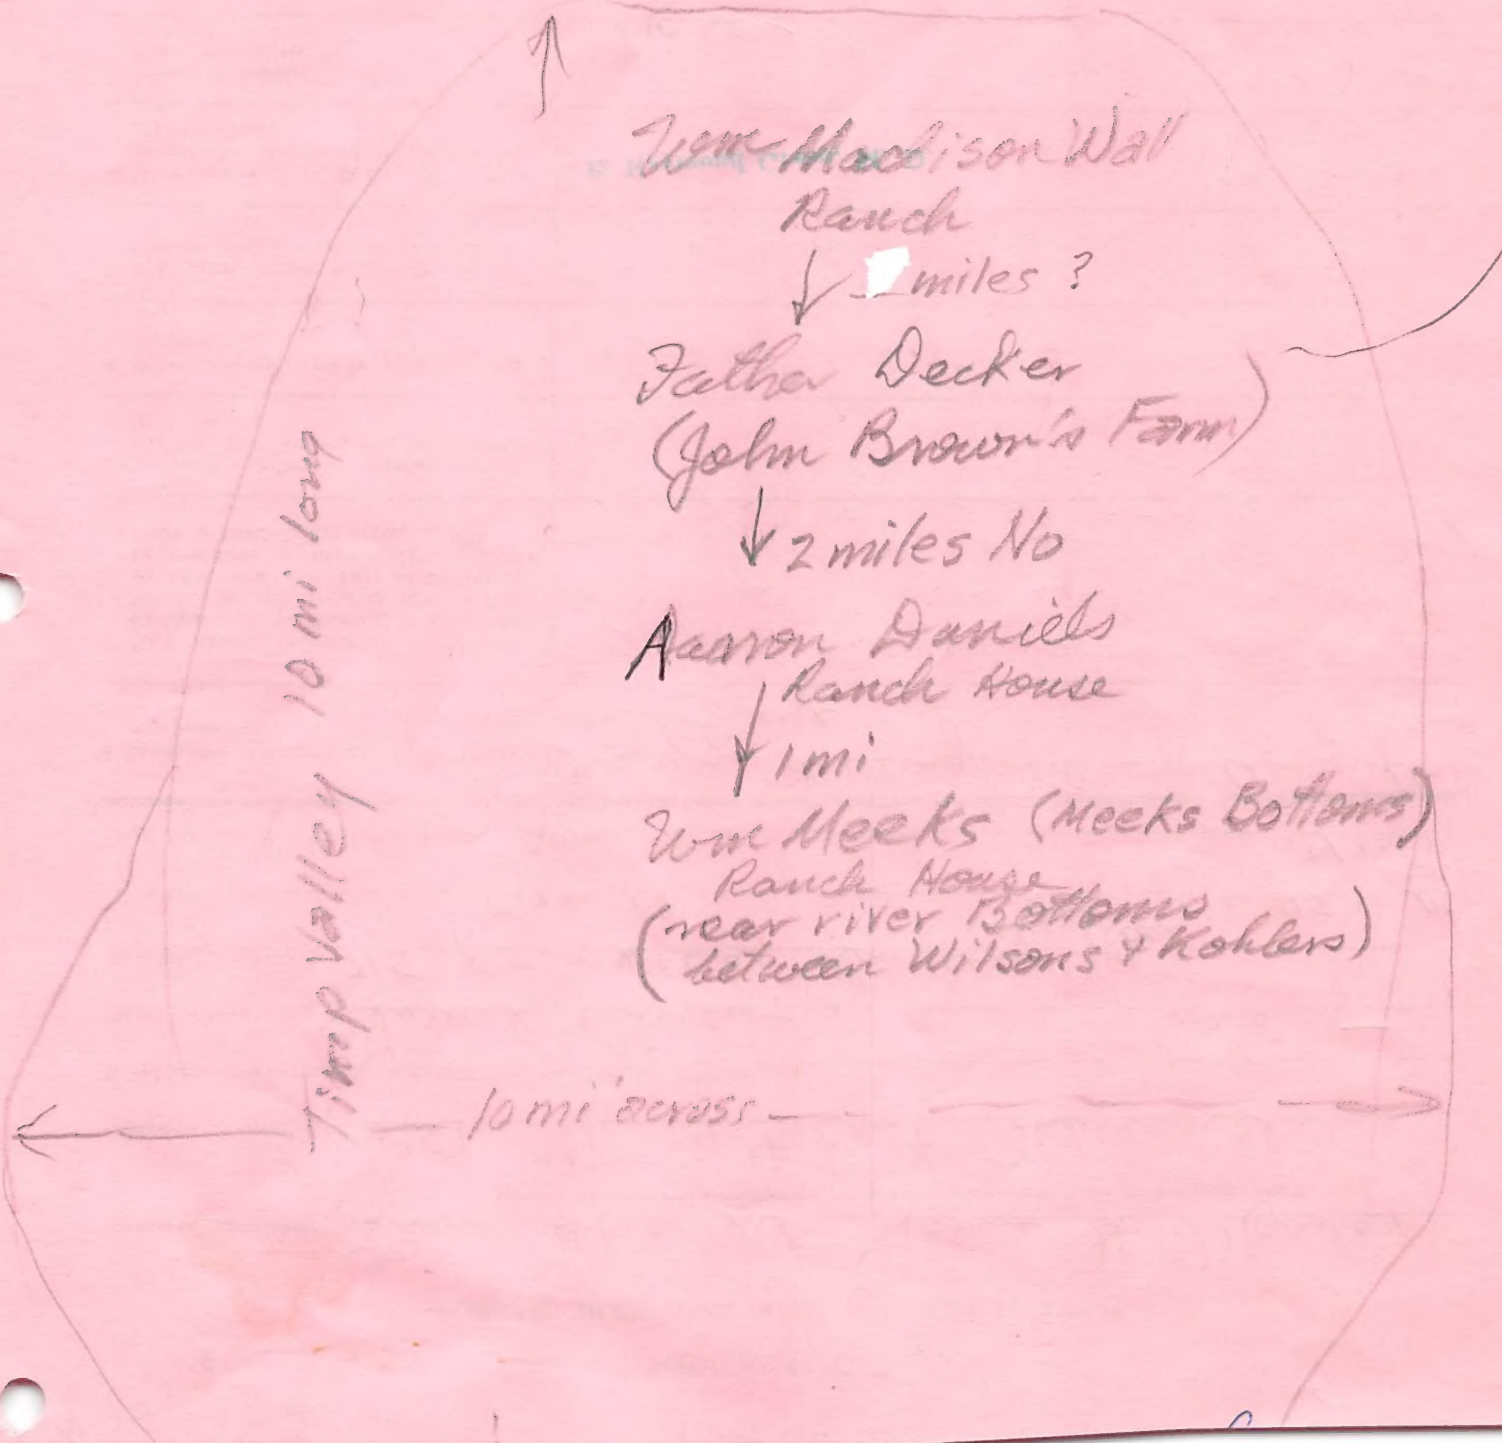 Wm Madison Wall
Ranch
miles ?
Father Decker
(John Brown's Farm)
2 miles No
Aaron Daniels
Ranch House
1 mi
Wm Meeks (Meeks Bottoms)
Ranch House
(near river Bottoms
between Wilsons & Kohlers)
Timp Valley 10 mi long
10 mi across